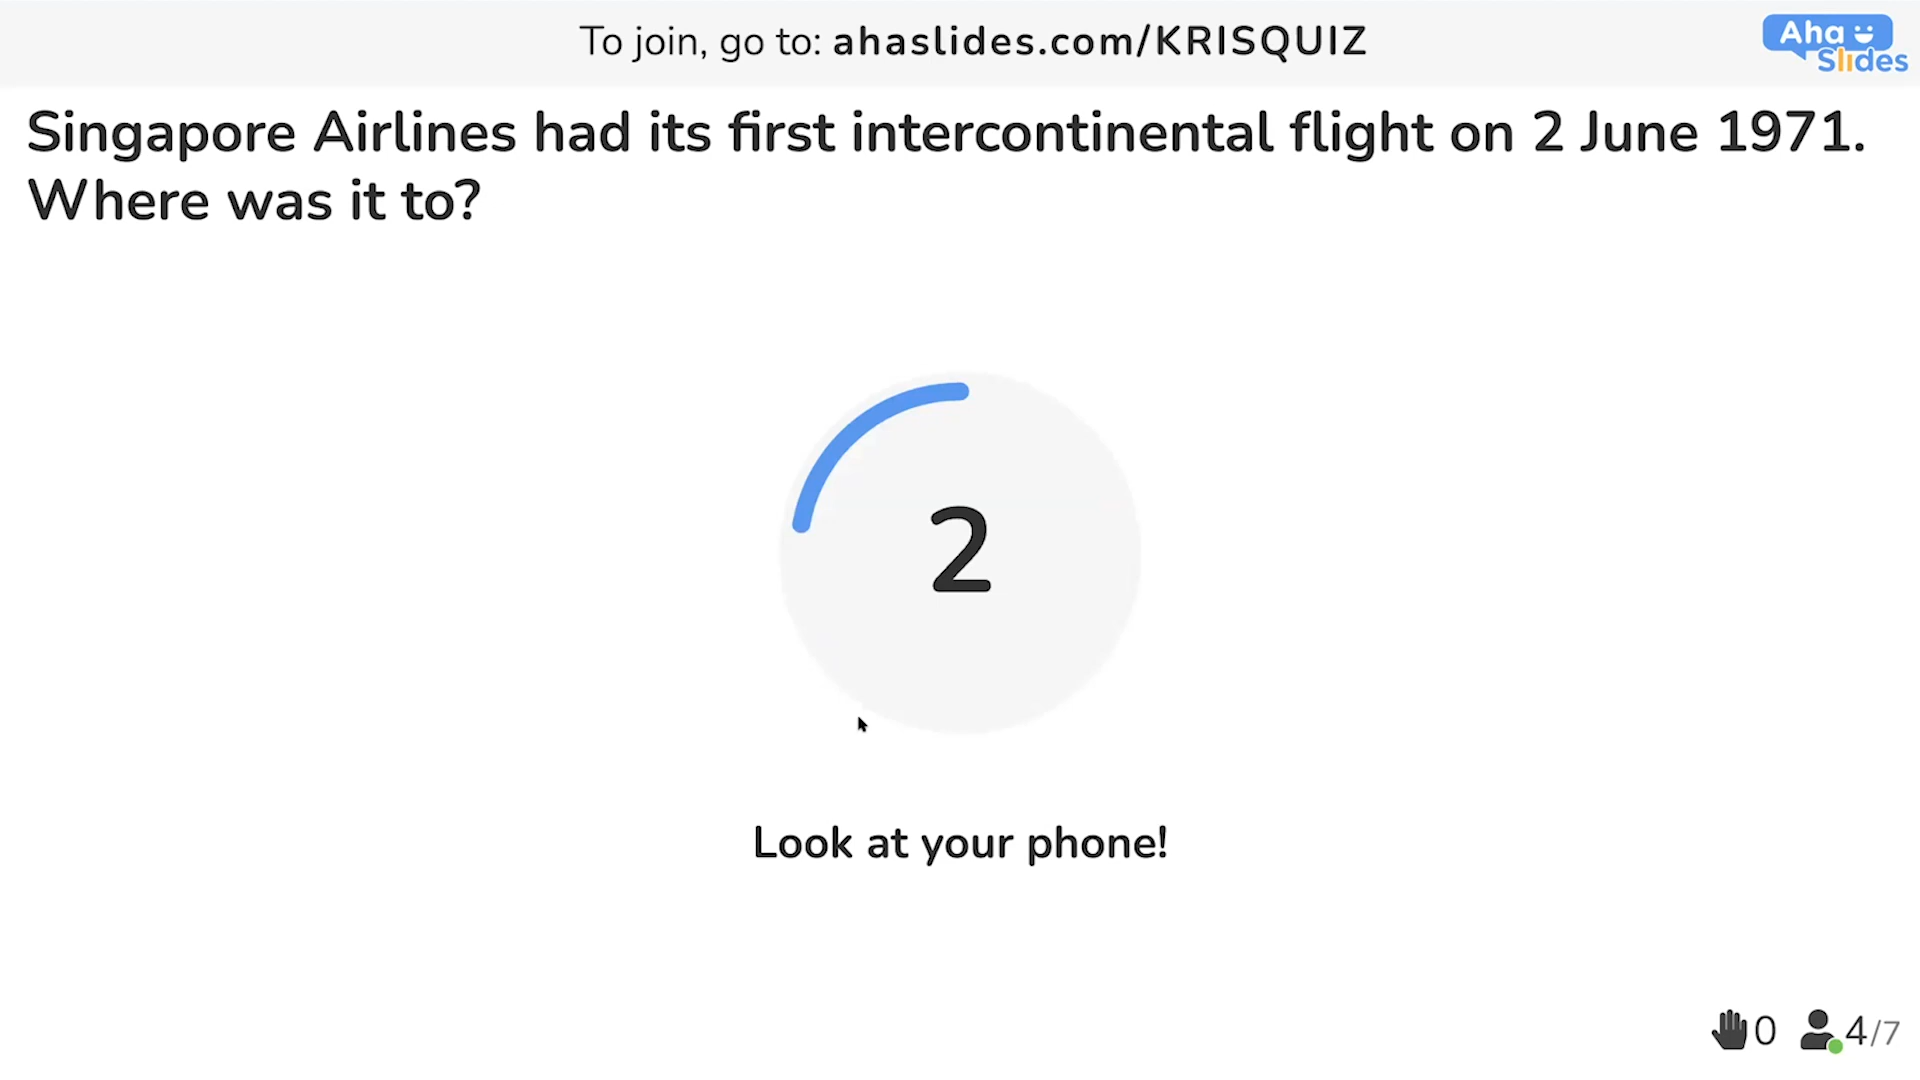 To join, go to: ahaslides.com/KRISQUIZ
Aha
Slides
Singapore Airlines had its first intercontinental flight on 2 June 1971.
Where was it to?
2
Look at your phone!
0 4/7